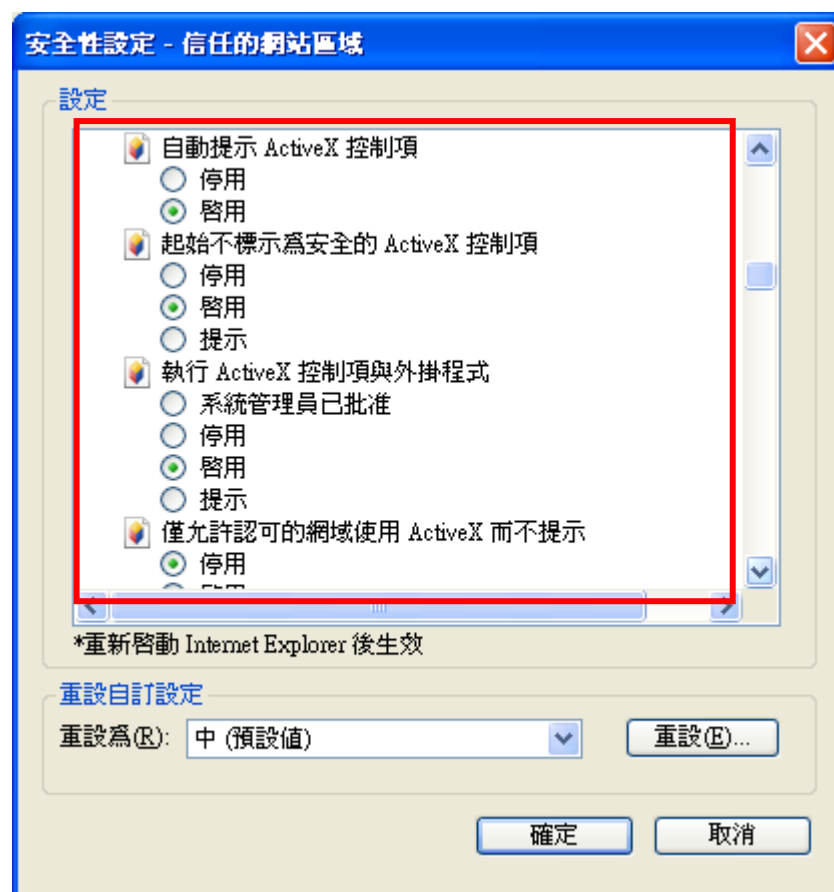 安全性設定 - 信任的網站區域
設定
自動提示 ActiveX 控制項
停用
啓用
起始不標示爲安全的 ActiveX 控制項
停用
啓用
提示
執行 ActiveX 控制項與外掛程式
系統管理員已批准
停用
啓用
提示
僅允許認可的網域使用 ActiveX 而不提示
停用
*重新啓動 Internet Explorer 後生效
重設自訂設定
重設爲(R): 中 (預設值) 重設(E)...
確定 取消